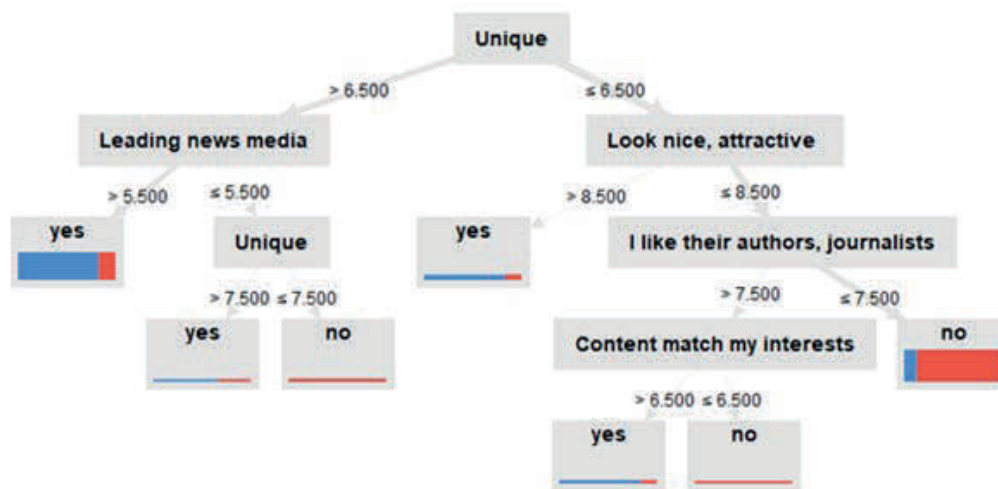 Unique
> 6.500 ≤ 6.500
Leading news media Look nice, attractive
> 5.500 ≤ 5.500 > 8.500 ≤ 8.500
yes Unique yes I like their authors, journalists
> 7.500 ≤ 7.500 > 7.500 ≤ 7.500
yes no Content match my interests no
> 6.500 ≤ 6.500
yes no